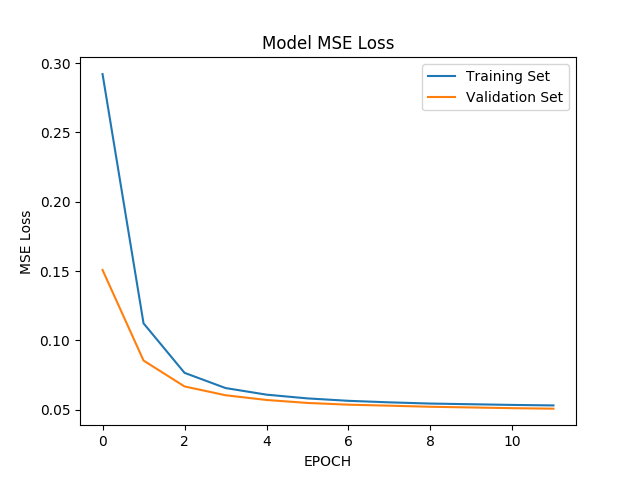 Model MSE Loss
Training Set
Validation Set
MSE Loss
0.30
0.25
0.20
0.15
0.10
0.05
0 2 4 6 8 10
EPOCH